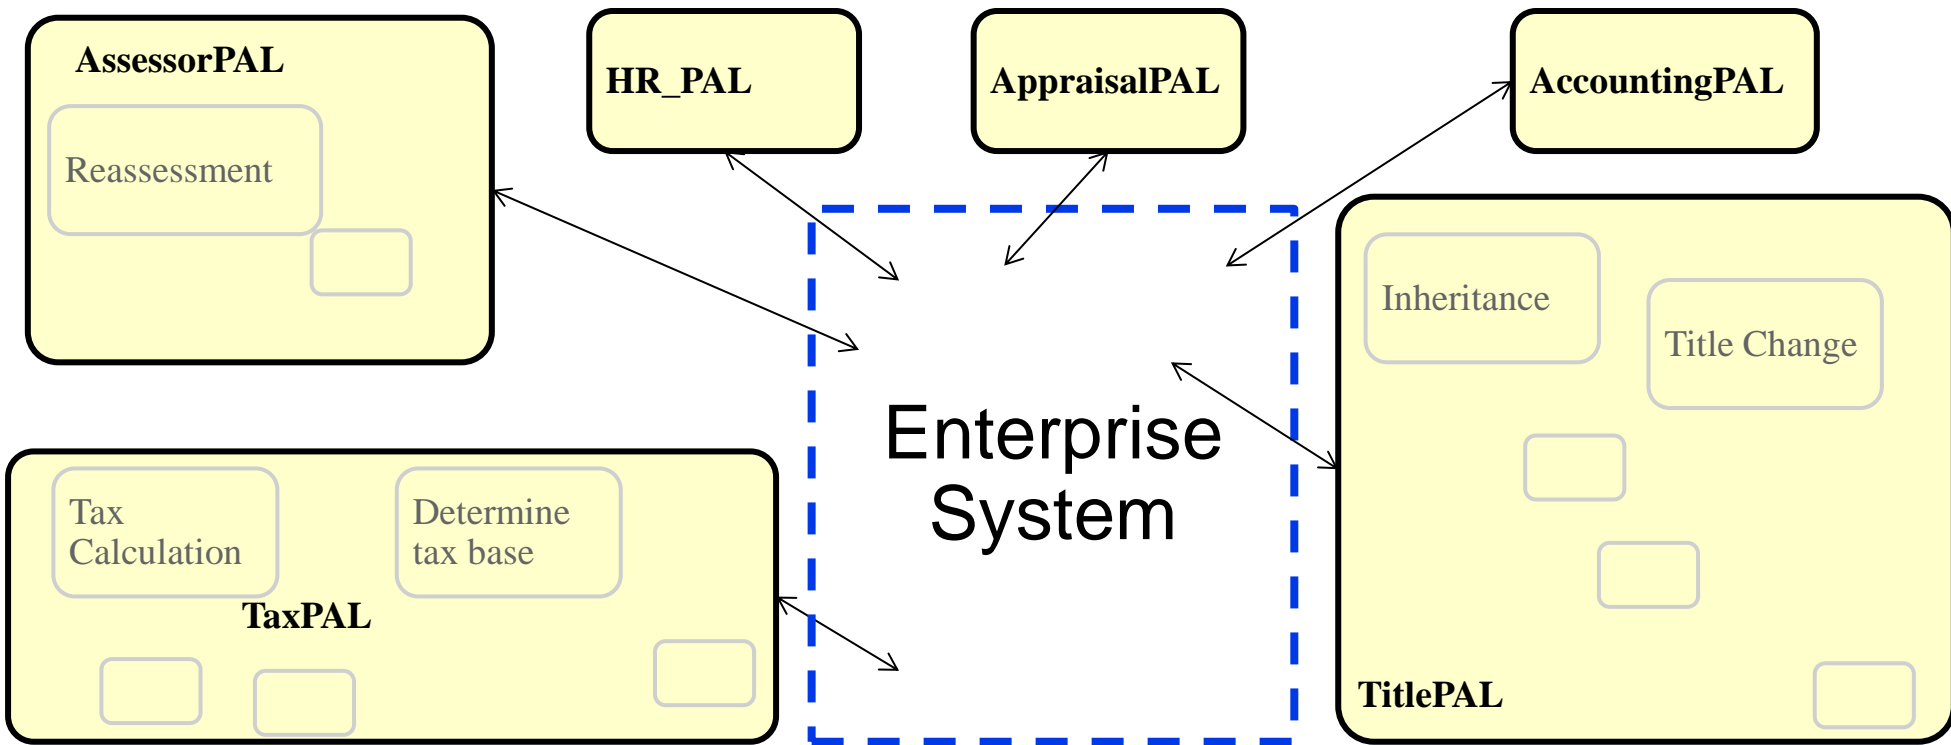 AssessorPAL
Reassessment
HR_PAL
AppraisalPAL
AccountingPAL
Enterprise
System
Inheritance
Title Change
TitlePAL
Tax
Calculation
Determine
tax base
TaxPAL